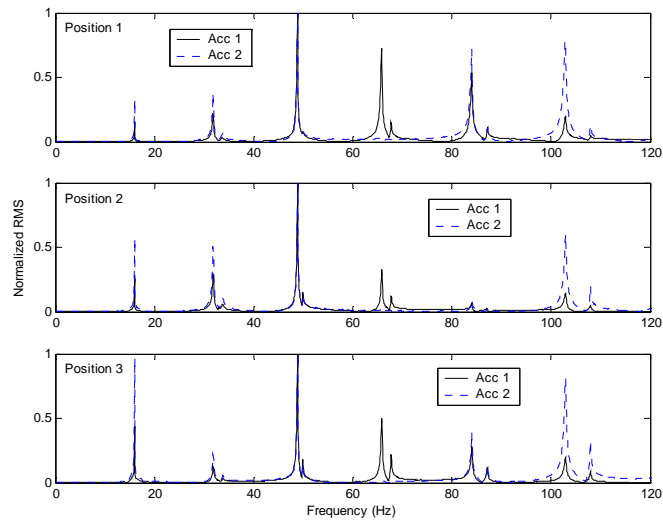 Position 1
Acc 1
Acc 2
1
0.5
0
0 20 40 60 80 100 120
Position 2
Acc 1
Acc 2
1
0.5
0
0 20 40 60 80 100 120
Normalized RMS
Position 3
Acc 1
Acc 2
1
0.5
0
0 20 40 60 80 100 120
Frequency (Hz)